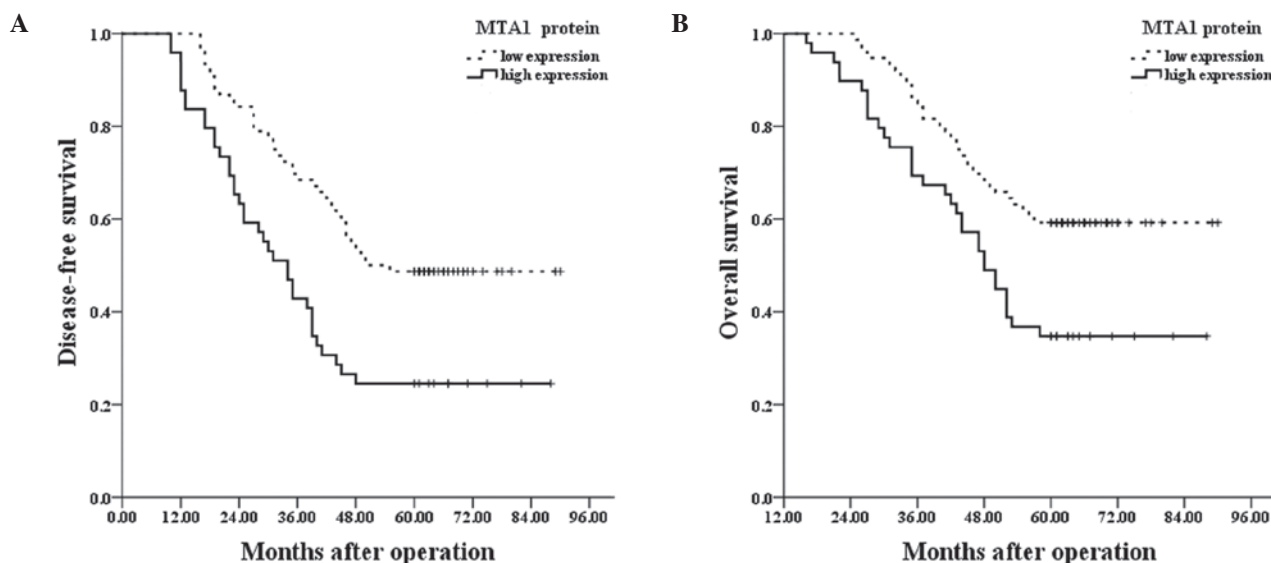 A
MTA1 protein
low expression
high expression
Disease-free survival
1.0
0.8
0.6
0.4
0.2
0.0
0.00 12.00 24.00 36.00 48.00 60.00 72.00 84.00 96.00
Months after operation
B
MTA1 protein
low expression
high expression
Overall survival
1.0
0.8
0.6
0.4
0.2
0.0
12.00 24.00 36.00 48.00 60.00 72.00 84.00 96.00
Months after operation